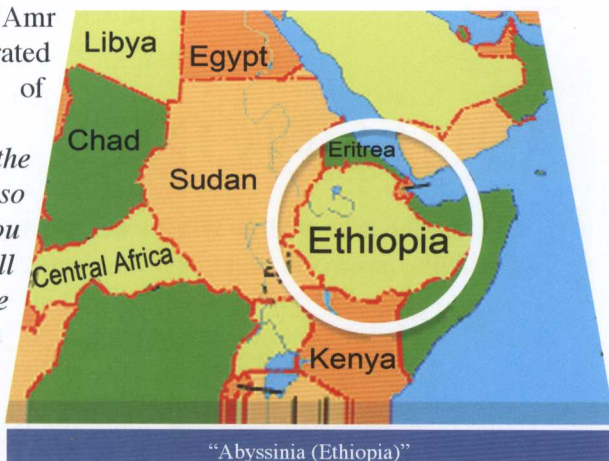 Amr
rated
of
the
so
ou
ll
e
Libya
Egypt
Chad
Eritrea
Sudan
Ethiopia
Central Africa
Kenya
“Abyssinia (Ethiopia)”